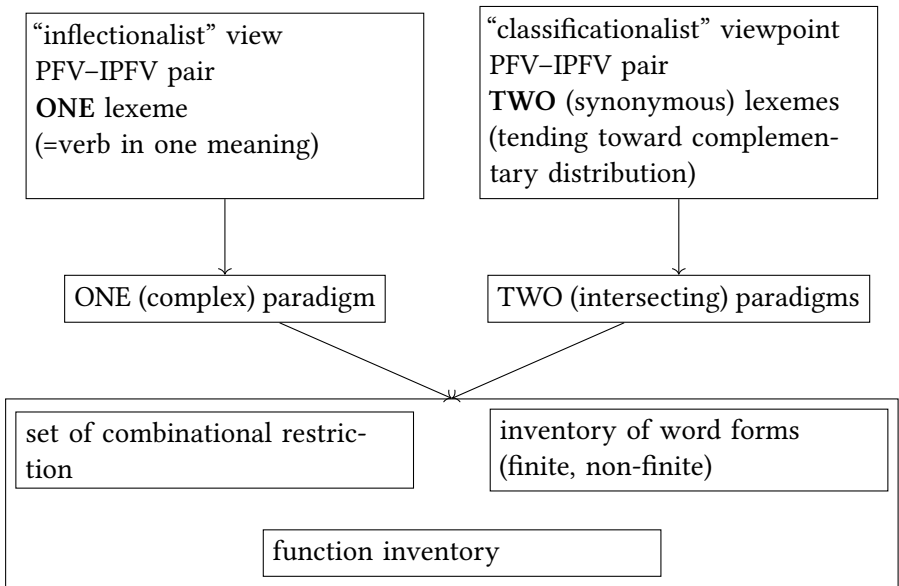 “inflectionalist” view
PFV–IPFV pair
ONE lexeme
(=verb in one meaning)
“classificationalist” viewpoint
PFV–IPFV pair
TWO (synonymous) lexemes
(tending toward complemen-
tary distribution)
ONE (complex) paradigm
TWO (intersecting) paradigms
set of combinational restric-
tion
inventory of word forms
(finite, non-finite)
function inventory